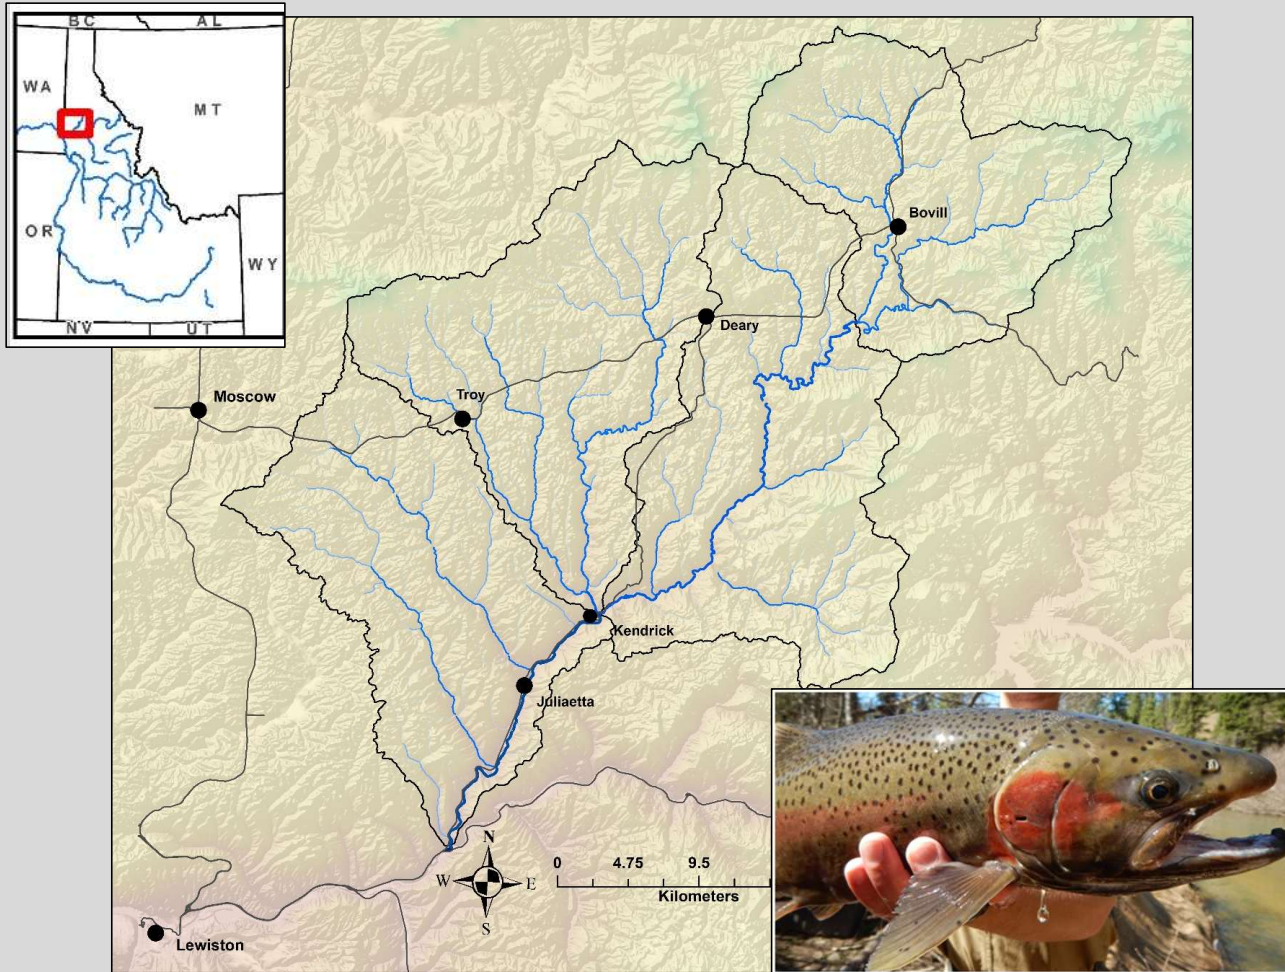 BC
AL
WA
MT
OR
WY
NV
UT
Bovill
Deary
Moscow
Troy
Kendrick
Juliaetta
N
W
E
S
0 4.75 9.5
Kilometers
Lewiston